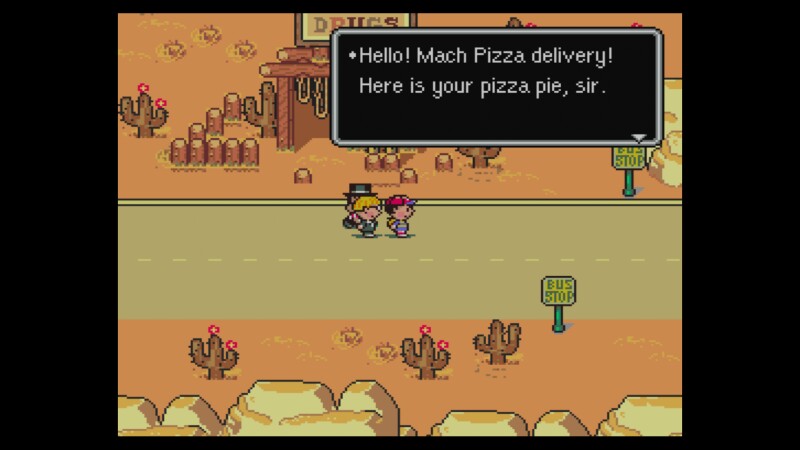 DRUGS
•Hello! Mach Pizza delivery!
Here is your pizza pie, sir.
BUS
STOP
BUS
STOP